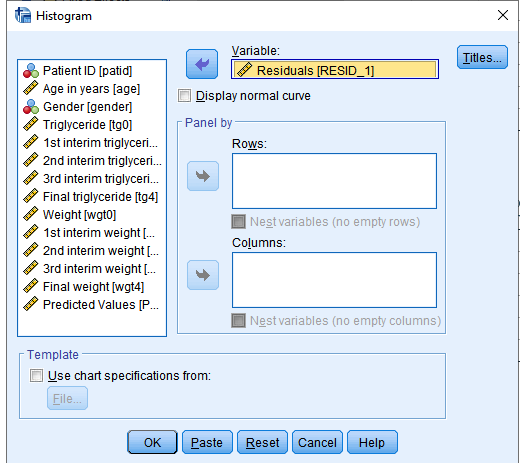 Histogram
Variable:
Residuals [RESID_1]
Titles...
Display normal curve
Patient ID [patid]
Age in years [age]
Gender [gender]
Triglyceride [tg0]
1st interim triglyceri...
2nd interim triglyceri...
3rd interim triglyceri...
Final triglyceride [tg4]
Weight [wgt0]
1st interim weight [...
2nd interim weight [...
3rd interim weight [...
Final weight [wgt4]
Predicted Values [P...
Panel by
Rows:
Nest variables (no empty rows)
Columns:
Nest variables (no empty columns)
Template
Use chart specifications from:
File...
OK
Paste
Reset
Cancel
Help